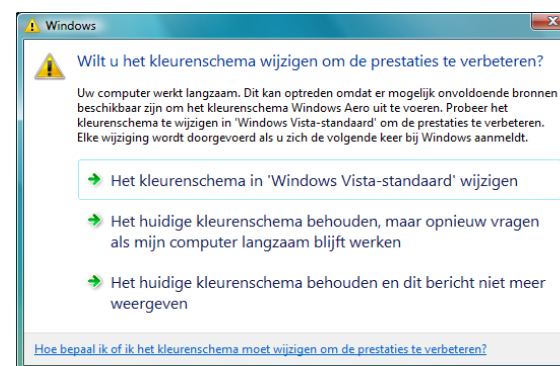 Windows
Wilt u het kleurenschema wijzigen om de prestaties te verbeteren?
Uw computer werkt langzaam. Dit kan optreden omdat er mogelijk onvoldoende bronnen
beschikbaar zijn om het kleurenschema Windows Aero uit te voeren. Probeer het
kleurenschema te wijzigen in 'Windows Vista-standaard' om de prestaties te verbeteren.
Elke wijziging wordt doorgevoerd als u zich de volgende keer bij Windows aanmeldt.
Het kleurenschema in 'Windows Vista-standaard' wijzigen
Het huidige kleurenschema behouden, maar opnieuw vragen
als mijn computer langzaam blijft werken
Het huidige kleurenschema behouden en dit bericht niet meer
weergeven
Hoe bepaal ik of ik het kleurenschema moet wijzigen om de prestaties te verbeteren?